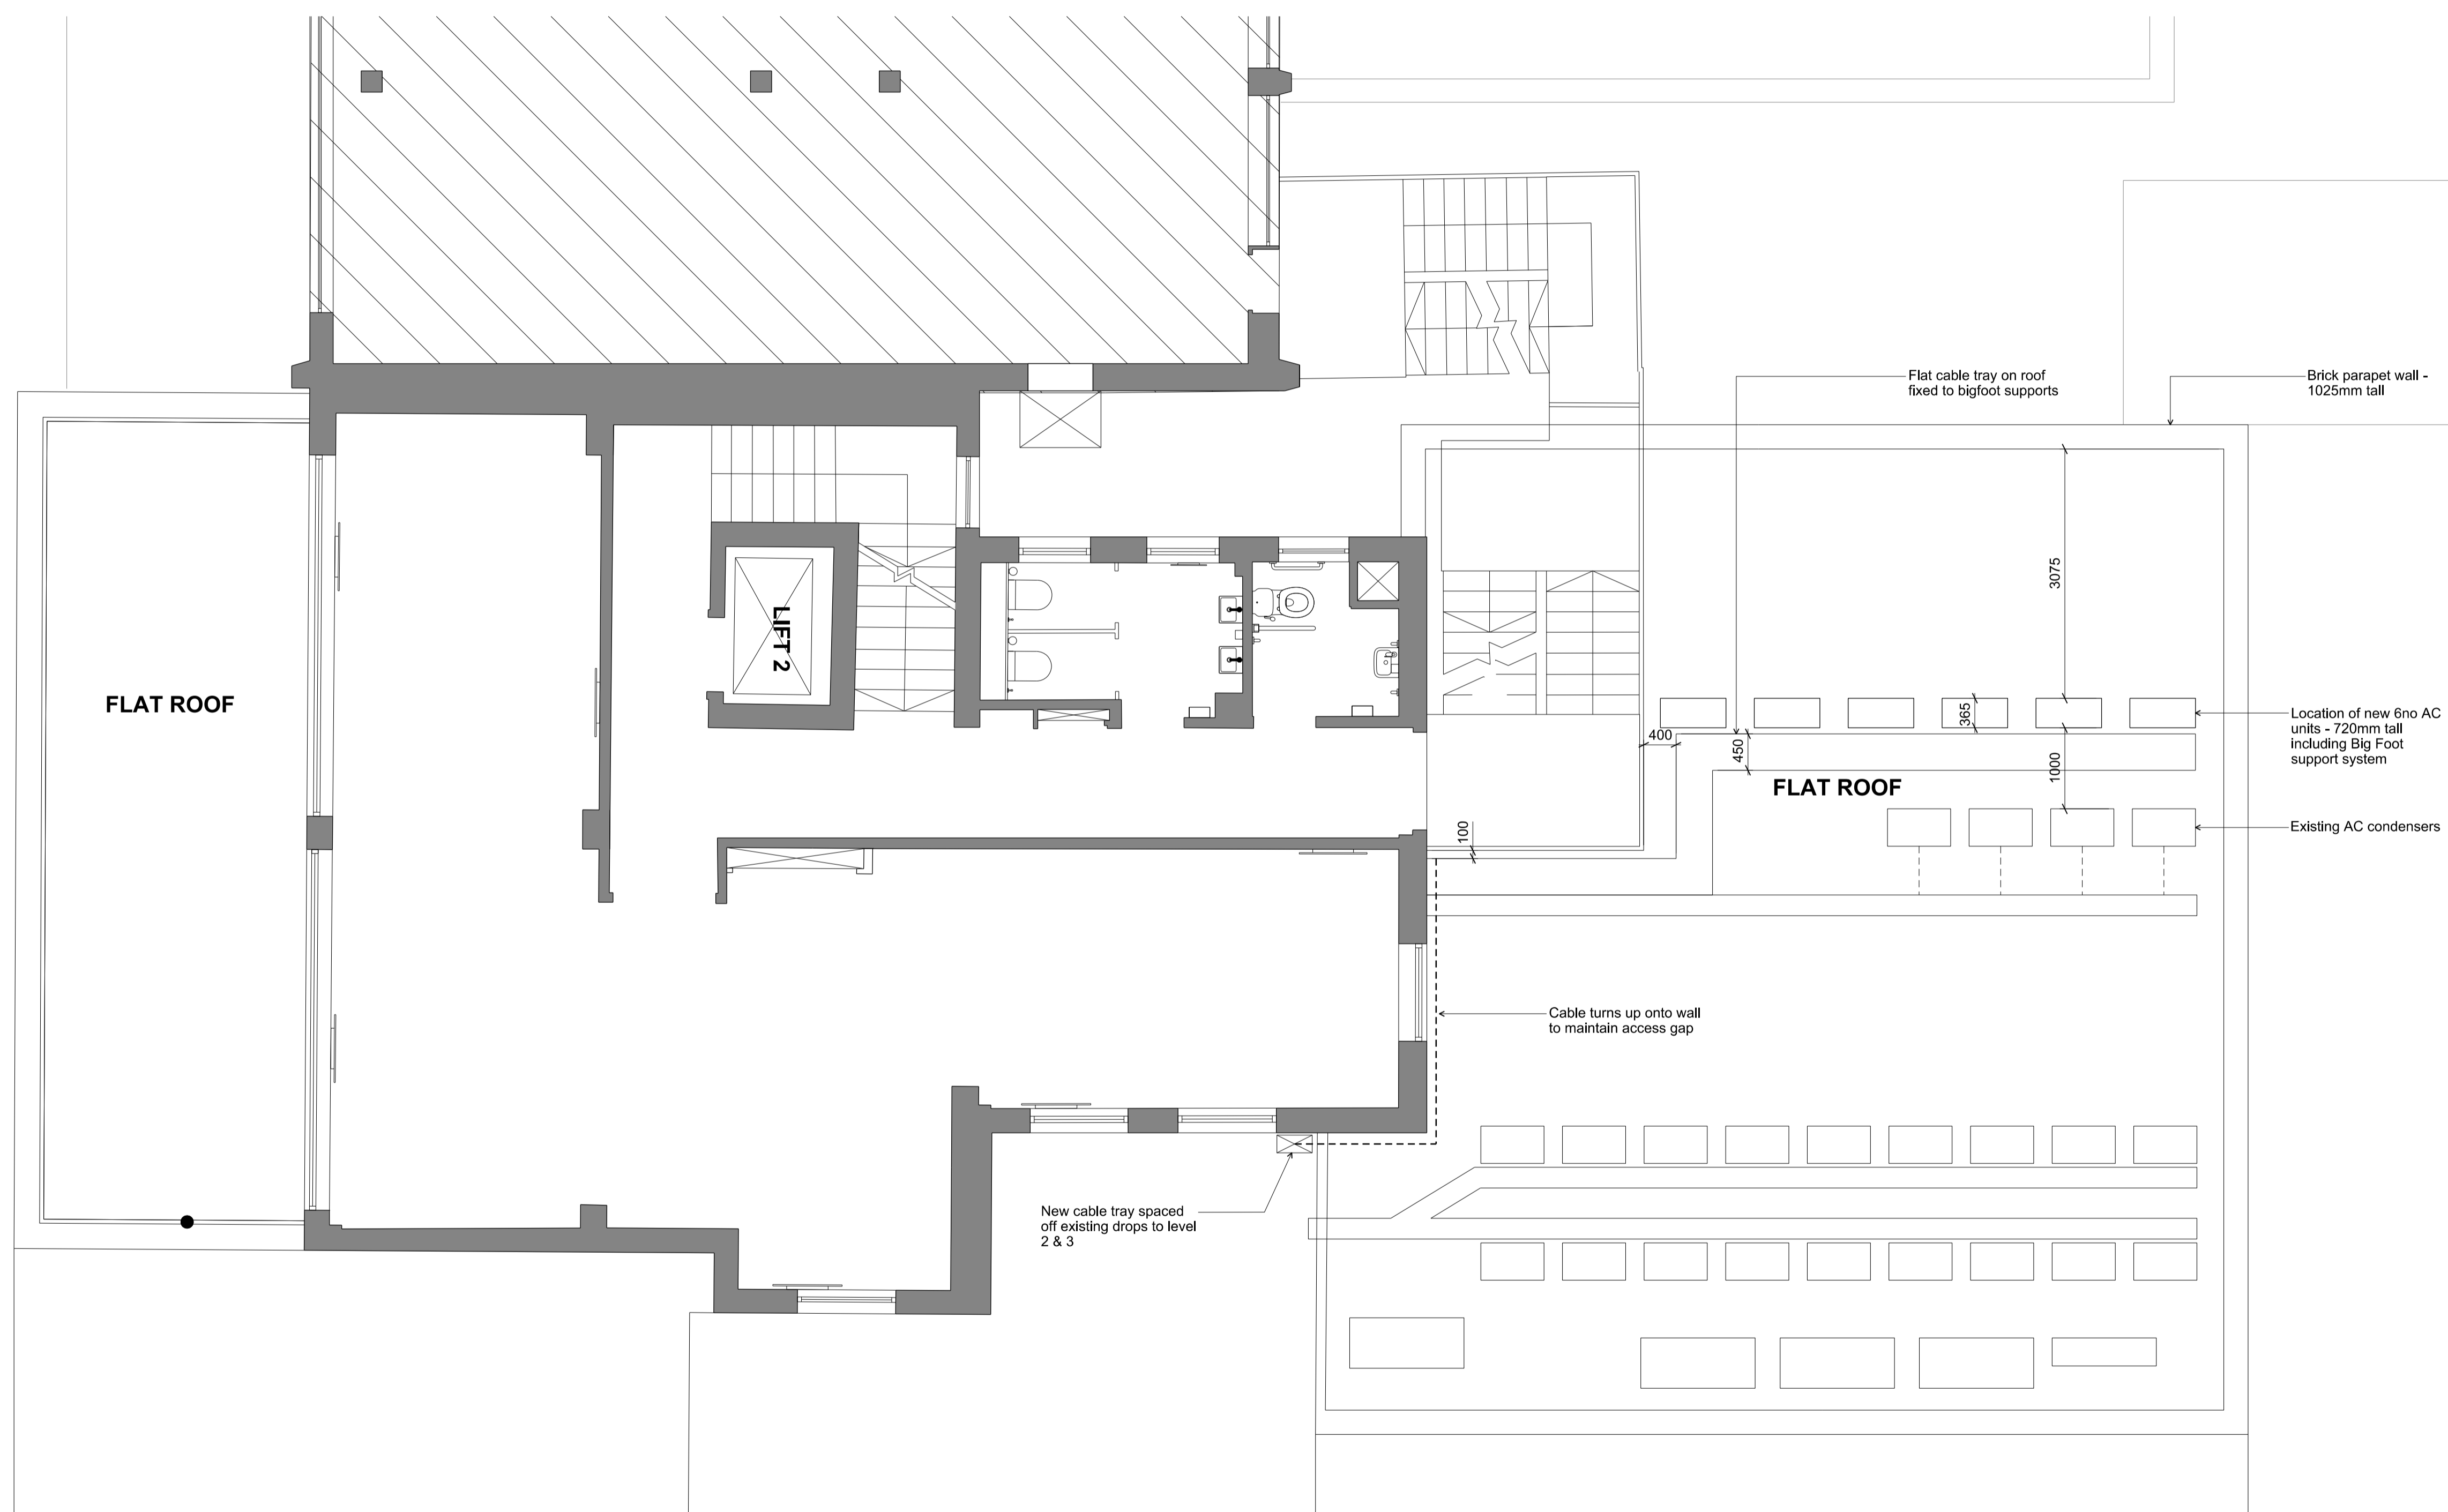 Flat cable tray on roof
fixed to bigfoot supports
Brick parapet wall -
1025mm tall
3075
LIFT 2
FLAT ROOF
365
Location of new 6no AC
units - 720mm tall
including Big Foot
support system
400
450
1000
FLAT ROOF
100
Existing AC condensers
Cable turns up onto wall
to maintain access gap
New cable tray spaced
off existing drops to level
2 & 3